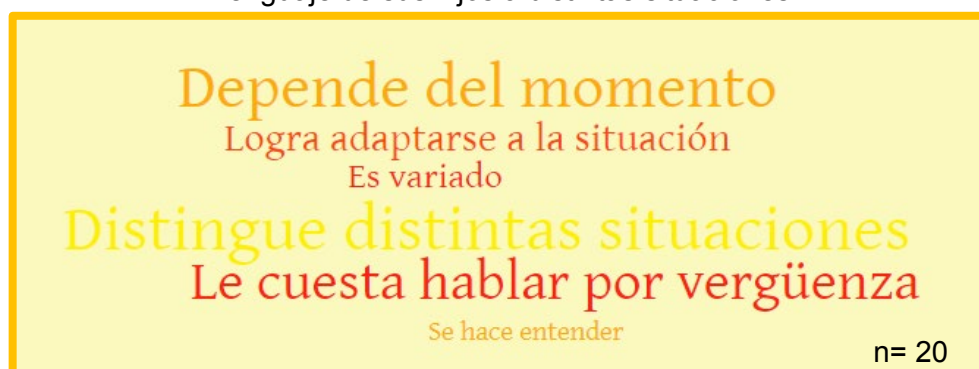 Depende del momento
Logra adaptarse a la situación
Es variado
Distingue distintas situaciones
Le cuesta hablar por vergüenza
Se hace entender
n= 20